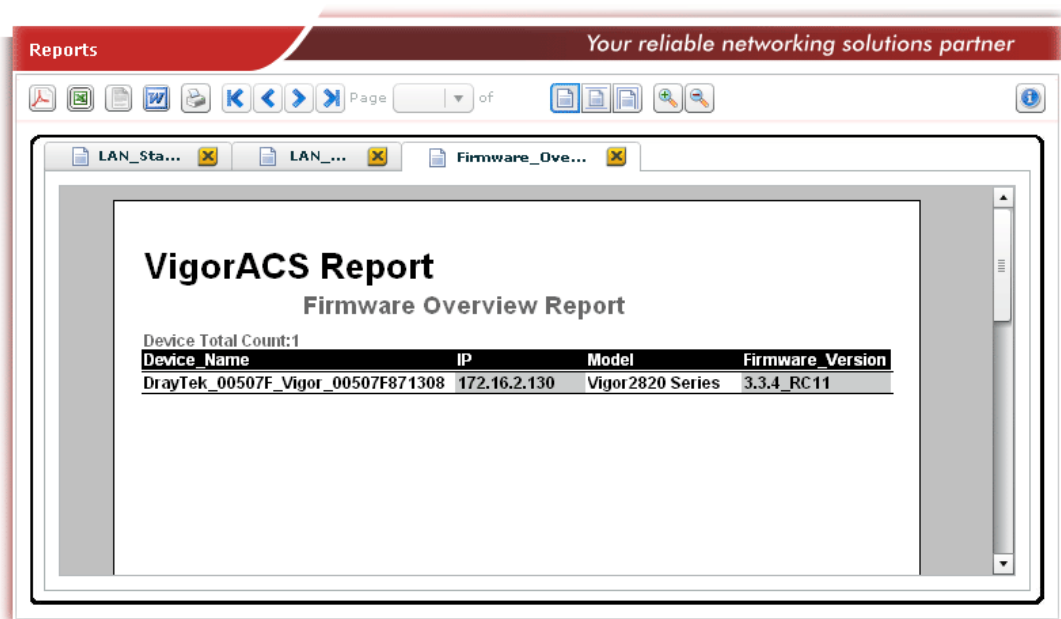 Reports
Your reliable networking solutions partner
Page of
LAN_Sta... LAN_... Firmware_Ove...
VigorACS Report
Firmware Overview Report
Device Total Count:1
Device_Name IP Model Firmware_Version
DrayTek_00507F_Vigor_00507F871308 172.16.2.130 Vigor2820 Series 3.3.4_RC11